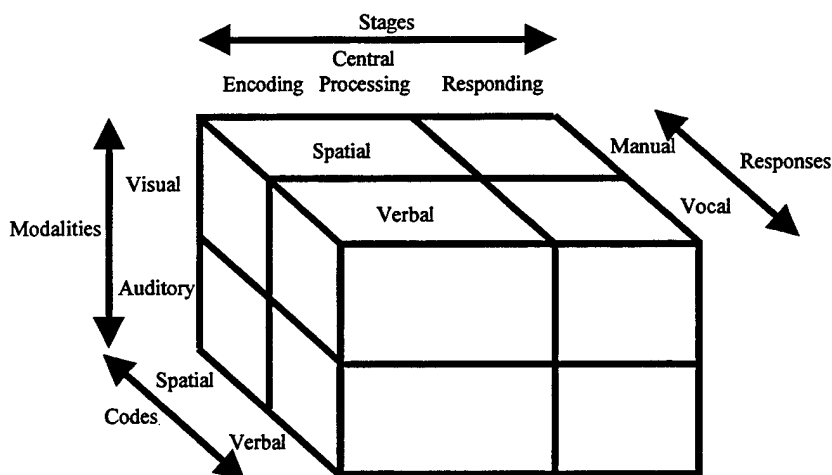 Stages
Central
Encoding Processing Responding
Spatial
Manual
Responses
Visual
Verbal
Vocal
Modalities
Auditory
Spatial
Codes
Verbal